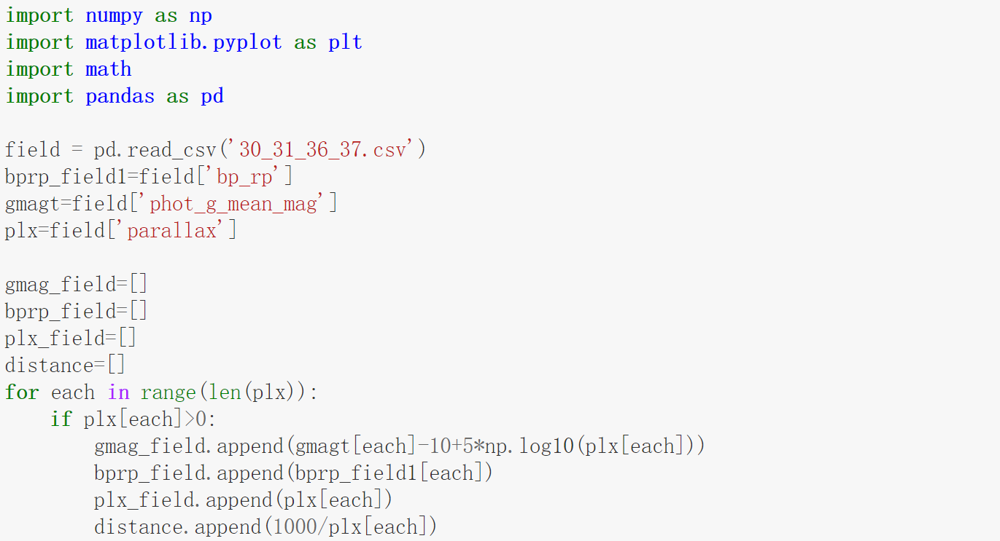 import numpy as np
import matplotlib.pyplot as plt
import math
import pandas as pd
field = pd.read_csv('30_31_36_37.csv')
bprp_field1=field['bp_rp']
gmagt=field['phot_g_mean_mag']
plx=field['parallax']
gmag_field=[]
bprp_field=[]
plx_field=[]
distance=[]
for each in range(len(plx)):
    if plx[each]>0:
        gmag_field.append(gmagt[each]-10+5*np.log10(plx[each]))
        bprp_field.append(bprp_field1[each])
        plx_field.append(plx[each])
        distance.append(1000/plx[each])